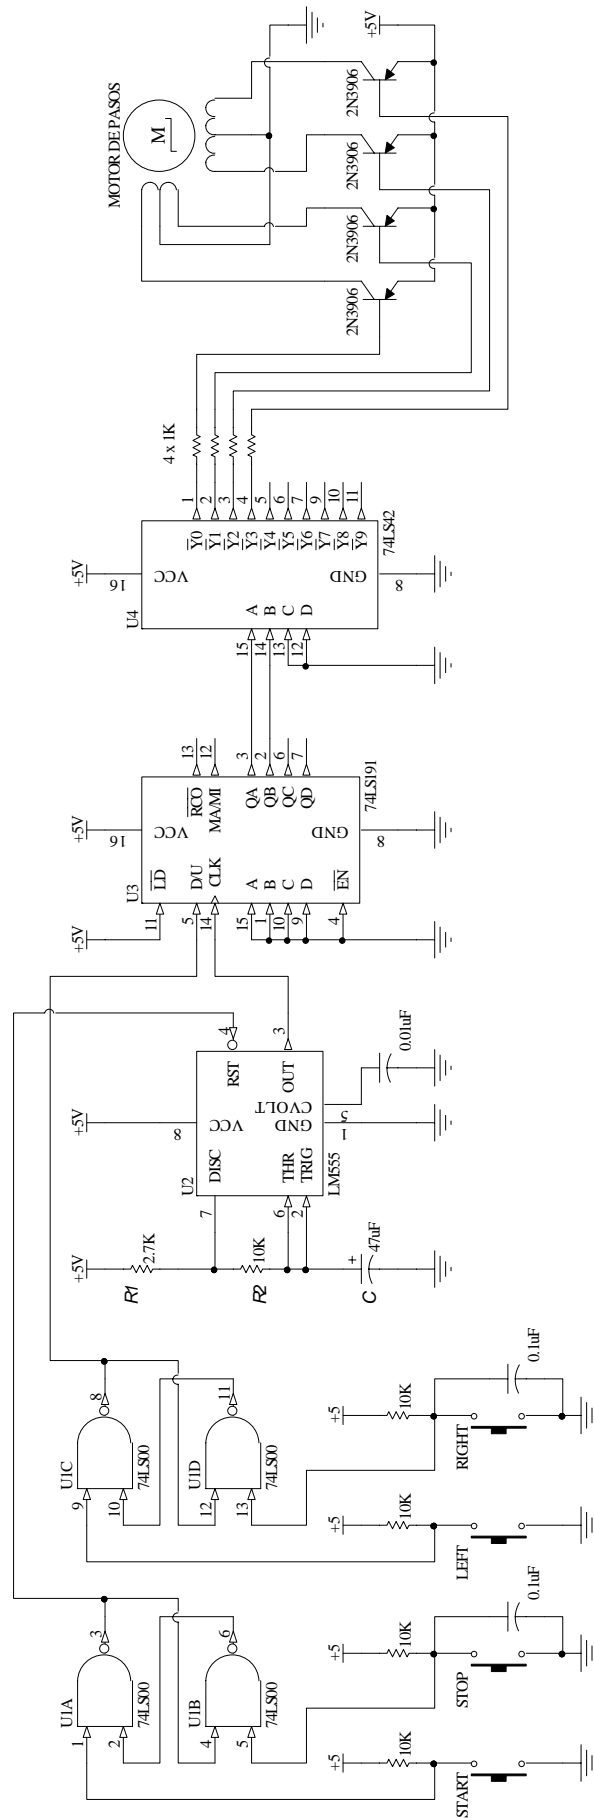 U1A
1
2
3
74LS00
U1B
4
5
6
74LS00
+5
10K
START
+5
10K
STOP
0.1uF
U1C
9
10
8
74LS00
U1D
12
13
11
74LS00
+5
10K
LEFT
+5
10K
RIGHT
0.1uF
+5V
R1
2.7K
R2
10K
C
+
47uF
+5V
U2
8
VCC
7
DISC
RST
4
6
THR
2
TRIG
OUT
3
CVOLT
GND
5
1
LM555
0.01uF
+5V
+5V
U3
16
VCC
11
LD
5
D/U
14
CLK
15
A
1
B
10
C
9
D
4
EN
RCO
13
MA/MI
12
QA
3
QB
2
QC
6
QD
7
GND
8
74LS191
+5V
U4
16
VCC
15
A
14
B
13
C
12
D
Y0
1
Y1
2
Y2
3
Y3
4
Y4
5
Y5
6
Y6
7
Y7
9
Y8
10
Y9
11
GND
8
74LS42
4 x 1K
MOTOR DE PASOS
M
2N3906
2N3906
2N3906
2N3906
+5V